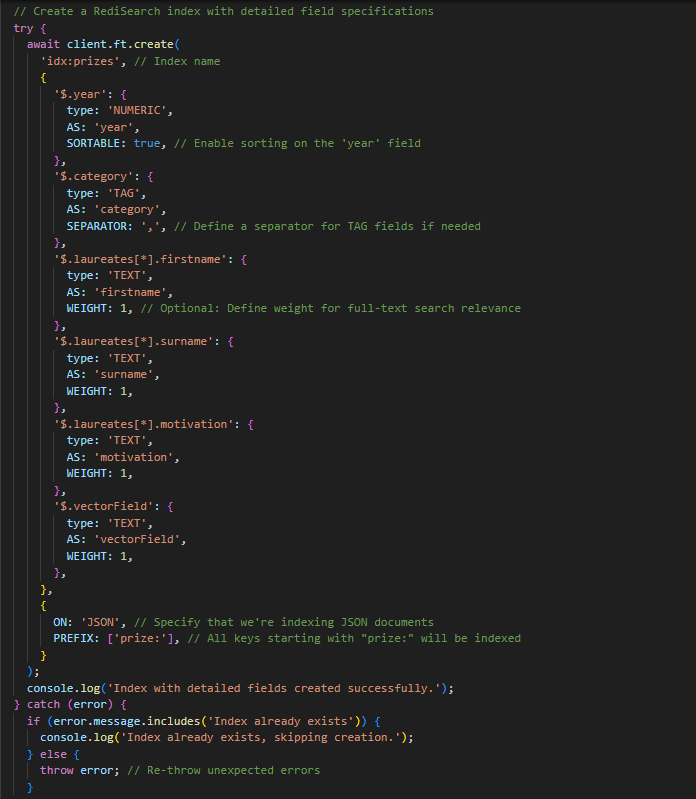 // Create a RediSearch index with detailed field specifications
try {
  await client.ft.create(
    'idx:prizes', // Index name
    {
      '$.year': {
        type: 'NUMERIC',
        AS: 'year',
        SORTABLE: true, // Enable sorting on the 'year' field
      },
      '$.category': {
        type: 'TAG',
        AS: 'category',
        SEPARATOR: ',', // Define a separator for TAG fields if needed
      },
      '$.laureates[*].firstname': {
        type: 'TEXT',
        AS: 'firstname',
        WEIGHT: 1, // Optional: Define weight for full-text search relevance
      },
      '$.laureates[*].surname': {
        type: 'TEXT',
        AS: 'surname',
        WEIGHT: 1,
      },
      '$.laureates[*].motivation': {
        type: 'TEXT',
        AS: 'motivation',
        WEIGHT: 1,
      },
      '$.vectorField': {
        type: 'TEXT',
        AS: 'vectorField',
        WEIGHT: 1,
      },
    },
    {
      ON: 'JSON', // Specify that we're indexing JSON documents
      PREFIX: ['prize:'], // All keys starting with "prize:" will be indexed
    }
  );
  console.log('Index with detailed fields created successfully.');
} catch (error) {
  if (error.message.includes('Index already exists')) {
    console.log('Index already exists, skipping creation.');
  } else {
    throw error; // Re-throw unexpected errors
  }